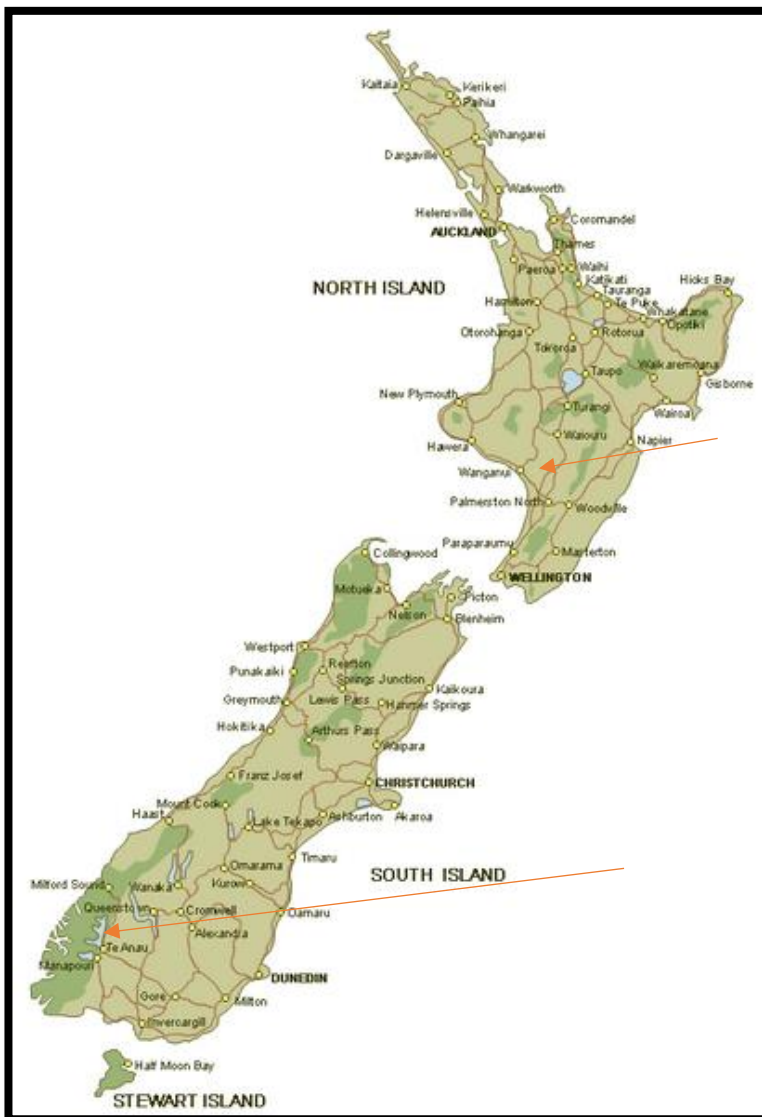 Kaitaia
Kerikeri
Paihia
Whangarei
Dargaville
Warkworth
Helensville
Coromandel
AUCKLAND
Thames
Paeroa
Waihi
Katikati
Hicks Bay
NORTH ISLAND
Tauranga
Hamilton
Te Puke
Whakatane
Opotiki
Otorohanga
Rotorua
Tokoroa
Waikaremoana
Taupo
Gisborne
New Plymouth
Turangi
Wairoa
Waiouru
Napier
Hawera
Wanganui
Palmerston North
Woodville
Paraparaumu
Masterton
Collingwood
WELLINGTON
Motueka
Picton
Nelson
Blenheim
Westport
Reefton
Punakaiki
Springs Junction
Kaikoura
Greymouth
Lewis Pass
Hanmer Springs
Hokitika
Arthurs Pass
Waipara
Franz Josef
CHRISTCHURCH
Mount Cook
Akaroa
Haast
Lake Tekapo
Ashburton
Timaru
Omarama
SOUTH ISLAND
Milford Sound
Wanaka
Kurow
Queenstown
Cromwell
Oamaru
Alexandra
Te Anau
Manapouri
DUNEDIN
Gore
Milton
Invercargill
Half Moon Bay
STEWART ISLAND